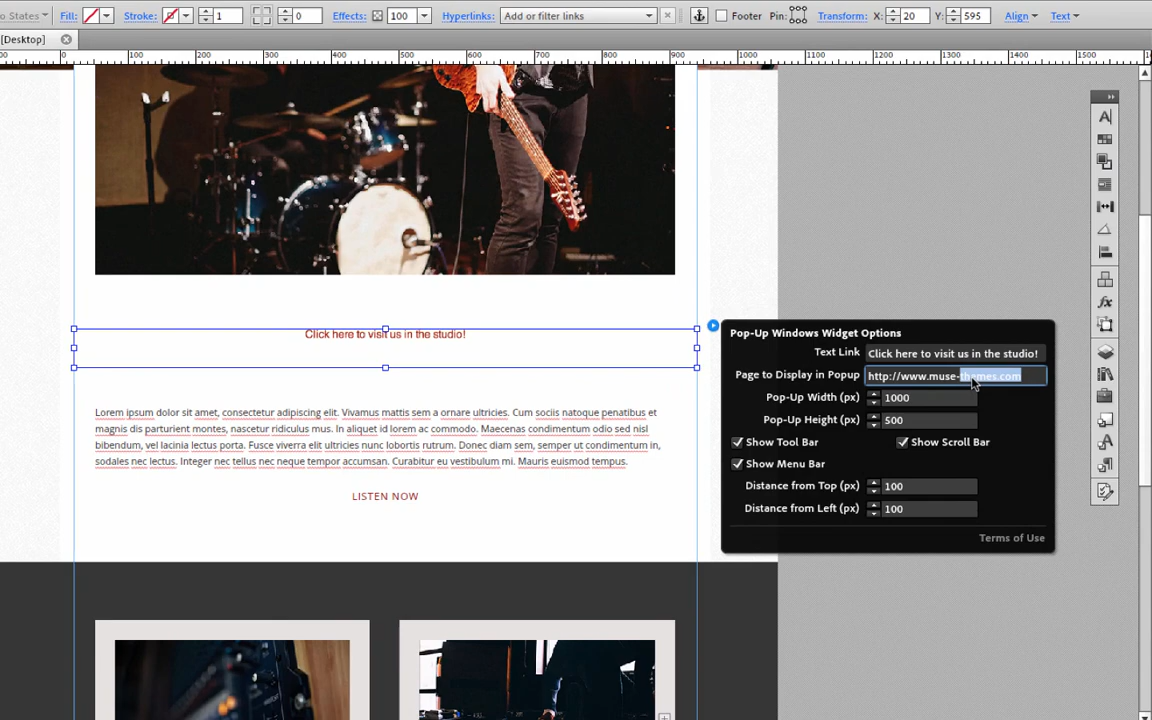 o States Fill: Stroke: 1 0 Effects: 100 Hyperlinks: Add or filter links Footer Pin: Transform: X: 20 Y: 595 Align Text
[Desktop]
00 0 100 200 300 400 500 600 700 800 900 1000 1100 1200 1300 1400 1500
Click here to visit us in the studio!
Pop-Up Windows Widget Options
Text Link Click here to visit us in the studio!
Page to Display in Popup http://www.muse-themes.com
Pop-Up Width (px) 1000
Pop-Up Height (px) 500
Show Tool Bar Show Scroll Bar
Show Menu Bar
Distance from Top (px) 100
Distance from Left (px) 100
Terms of Use
Lorem ipsum dolor sit amet, consectetur adipiscing elit. Vivamus mattis sem a ornare ultricies. Cum sociis natoque penatibus et
magnis dis parturient montes, nascetur ridiculus mus. In aliquet id lorem ac commodo. Maecenas condimentum odio sed nisl
bibendum, vel lacinia lectus porta. Fusce viverra elit ultricies nunc lobortis rutrum. Donec diam sem, semper ut condimentum in,
sodales nec lectus. Integer nec tellus nec neque tempor accumsan. Curabitur eu vestibulum mi. Mauris euismod tempus.
LISTEN NOW